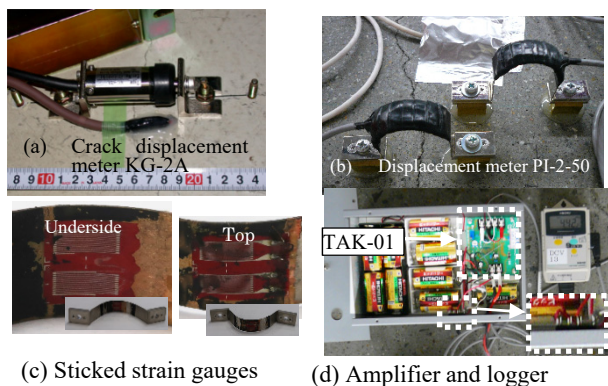 (a) Crack displacement
meter KG-2A
8 9 10 1 2 3 4 5 6 7 8 9 20 1 2 3 4
(b) Displacement meter PI-2-50
Underside
Top
TAK-01
HITACHI
HITACHI
HITACHI
DCV
(c) Sticked strain gauges
(d) Amplifier and logger